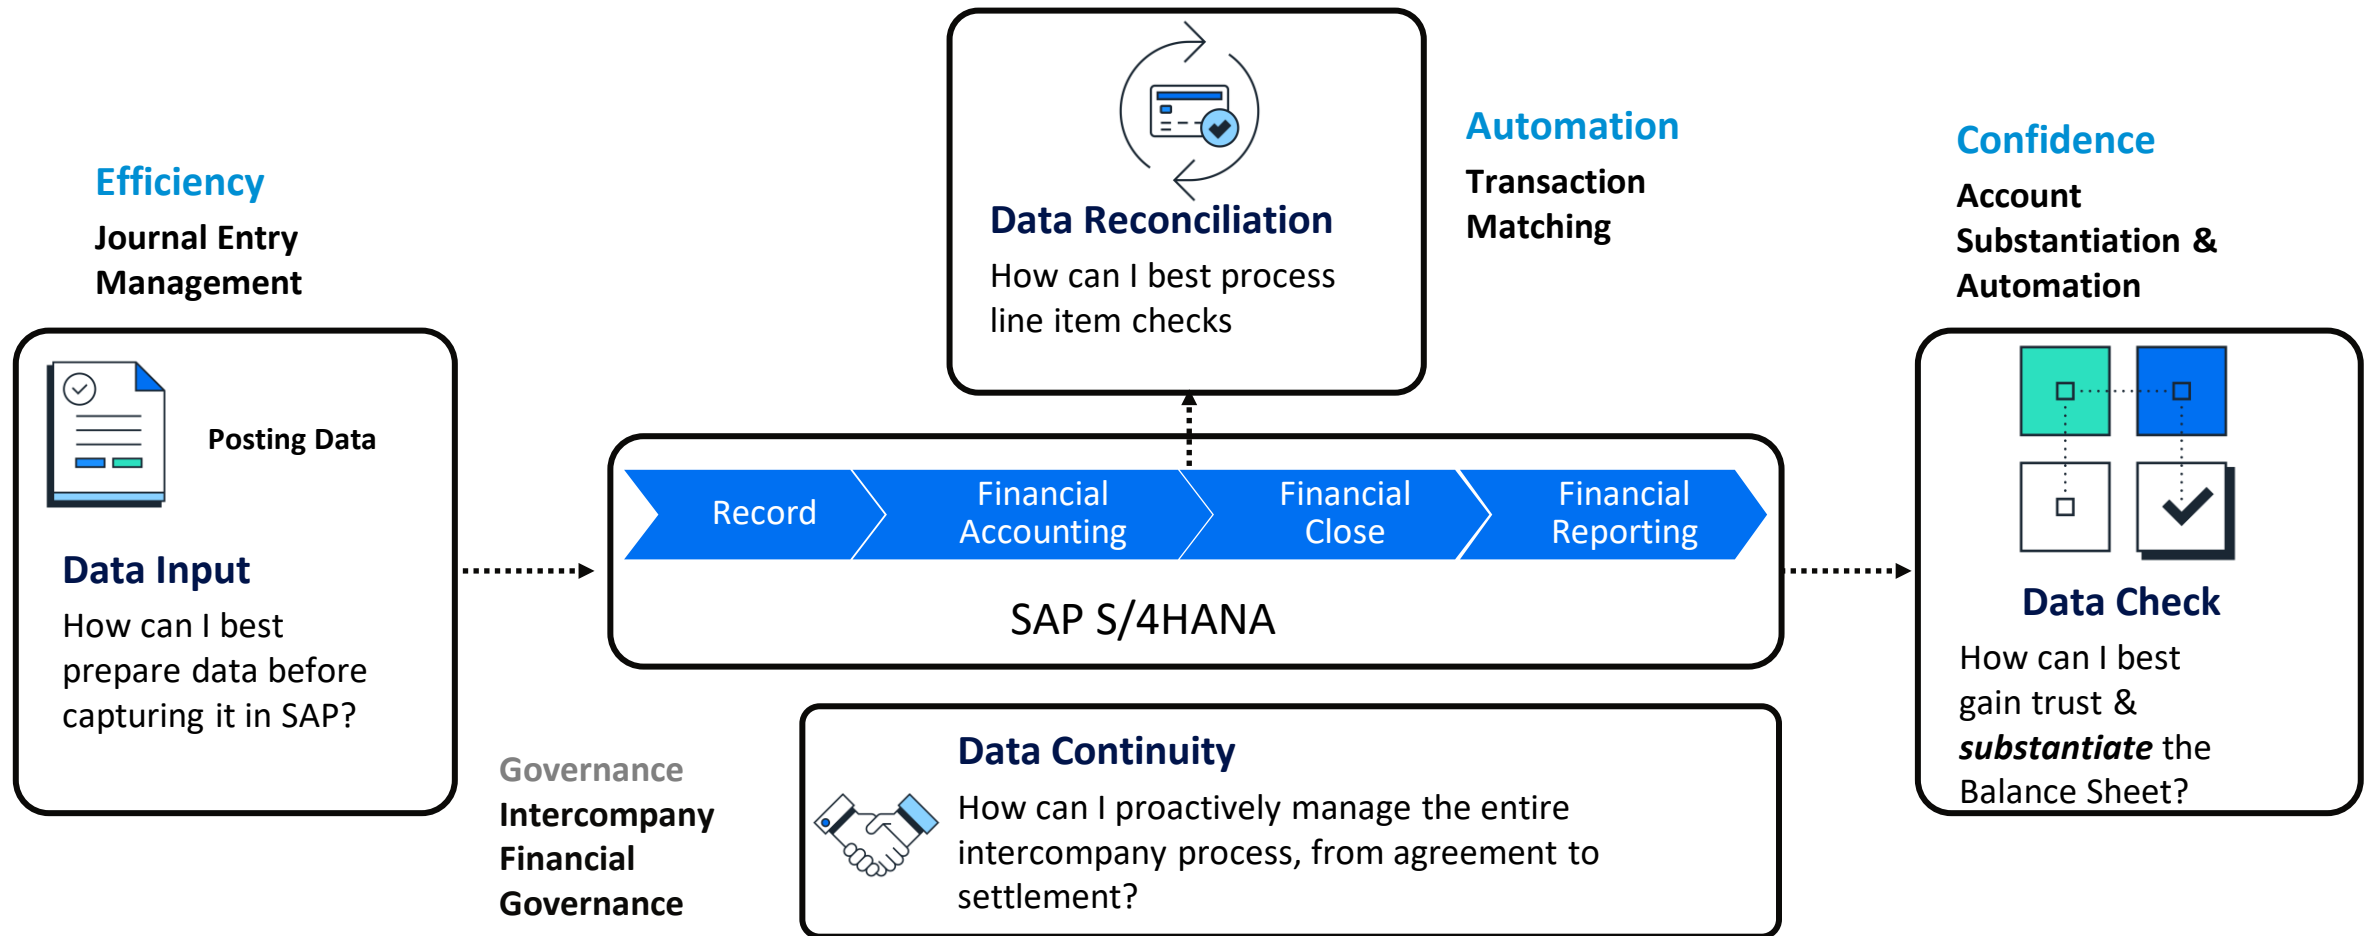 Efficiency
Journal Entry
Management
Posting Data
Data Input
How can I best
prepare data before
capturing it in SAP?
Data Reconciliation
How can I best process
line item checks
Automation
Transaction
Matching
Record
Financial
Accounting
Financial
Close
Financial
Reporting
SAP S/4HANA
Governance
Intercompany
Financial
Governance
Data Continuity
How can I proactively manage the entire
intercompany process, from agreement to
settlement?
Confidence
Account
Substantiation &
Automation
Data Check
How can I best
gain trust &
substantiate the
Balance Sheet?